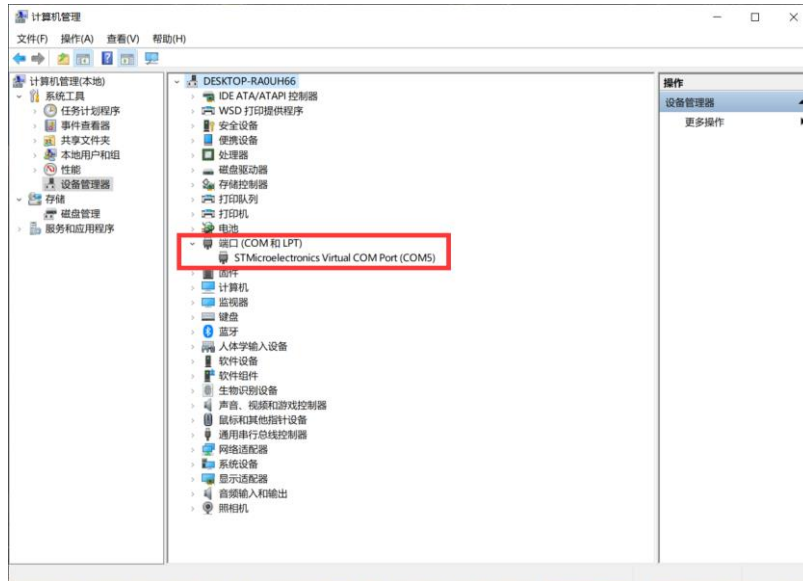 计算机管理
文件(F) 操作(A) 查看(V) 帮助(H)
计算机管理(本地)
系统工具
任务计划程序
事件查看器
共享文件夹
本地用户和组
性能
设备管理器
存储
磁盘管理
服务和应用程序
DESKTOP-RA0UH66
IDE ATA/ATAPI 控制器
WSD 打印提供程序
安全设备
便携设备
处理器
磁盘驱动器
存储控制器
打印队列
打印机
电池
端口 (COM 和 LPT)
STMicroelectronics Virtual COM Port (COM5)
固件
计算机
监视器
键盘
蓝牙
人体学输入设备
软件设备
软件组件
生物识别设备
声音、视频和游戏控制器
鼠标和其他指针设备
通用串行总线控制器
网络适配器
系统设备
显示适配器
音频输入和输出
照相机
操作
设备管理器
更多操作